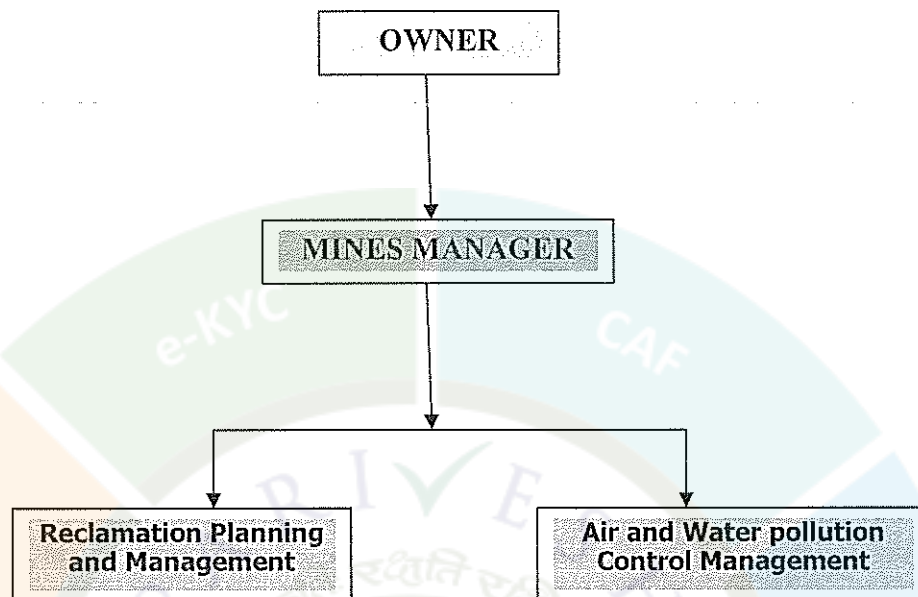 OWNER
MINES MANAGER
e-KYC
CAF
Reclamation Planning
and Management
Air and Water pollution
Control Management